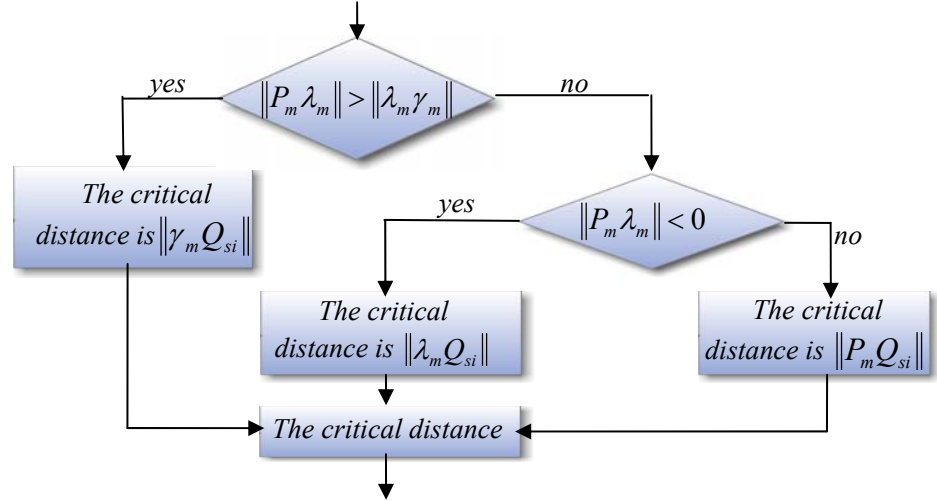 ‖P_m λ_m‖ > ‖λ_m γ_m‖
yes
no
The critical
distance is ‖γ_m Q_si‖
‖P_m λ_m‖ < 0
yes
no
The critical
distance is ‖λ_m Q_si‖
The critical
distance is ‖P_m Q_si‖
The critical distance